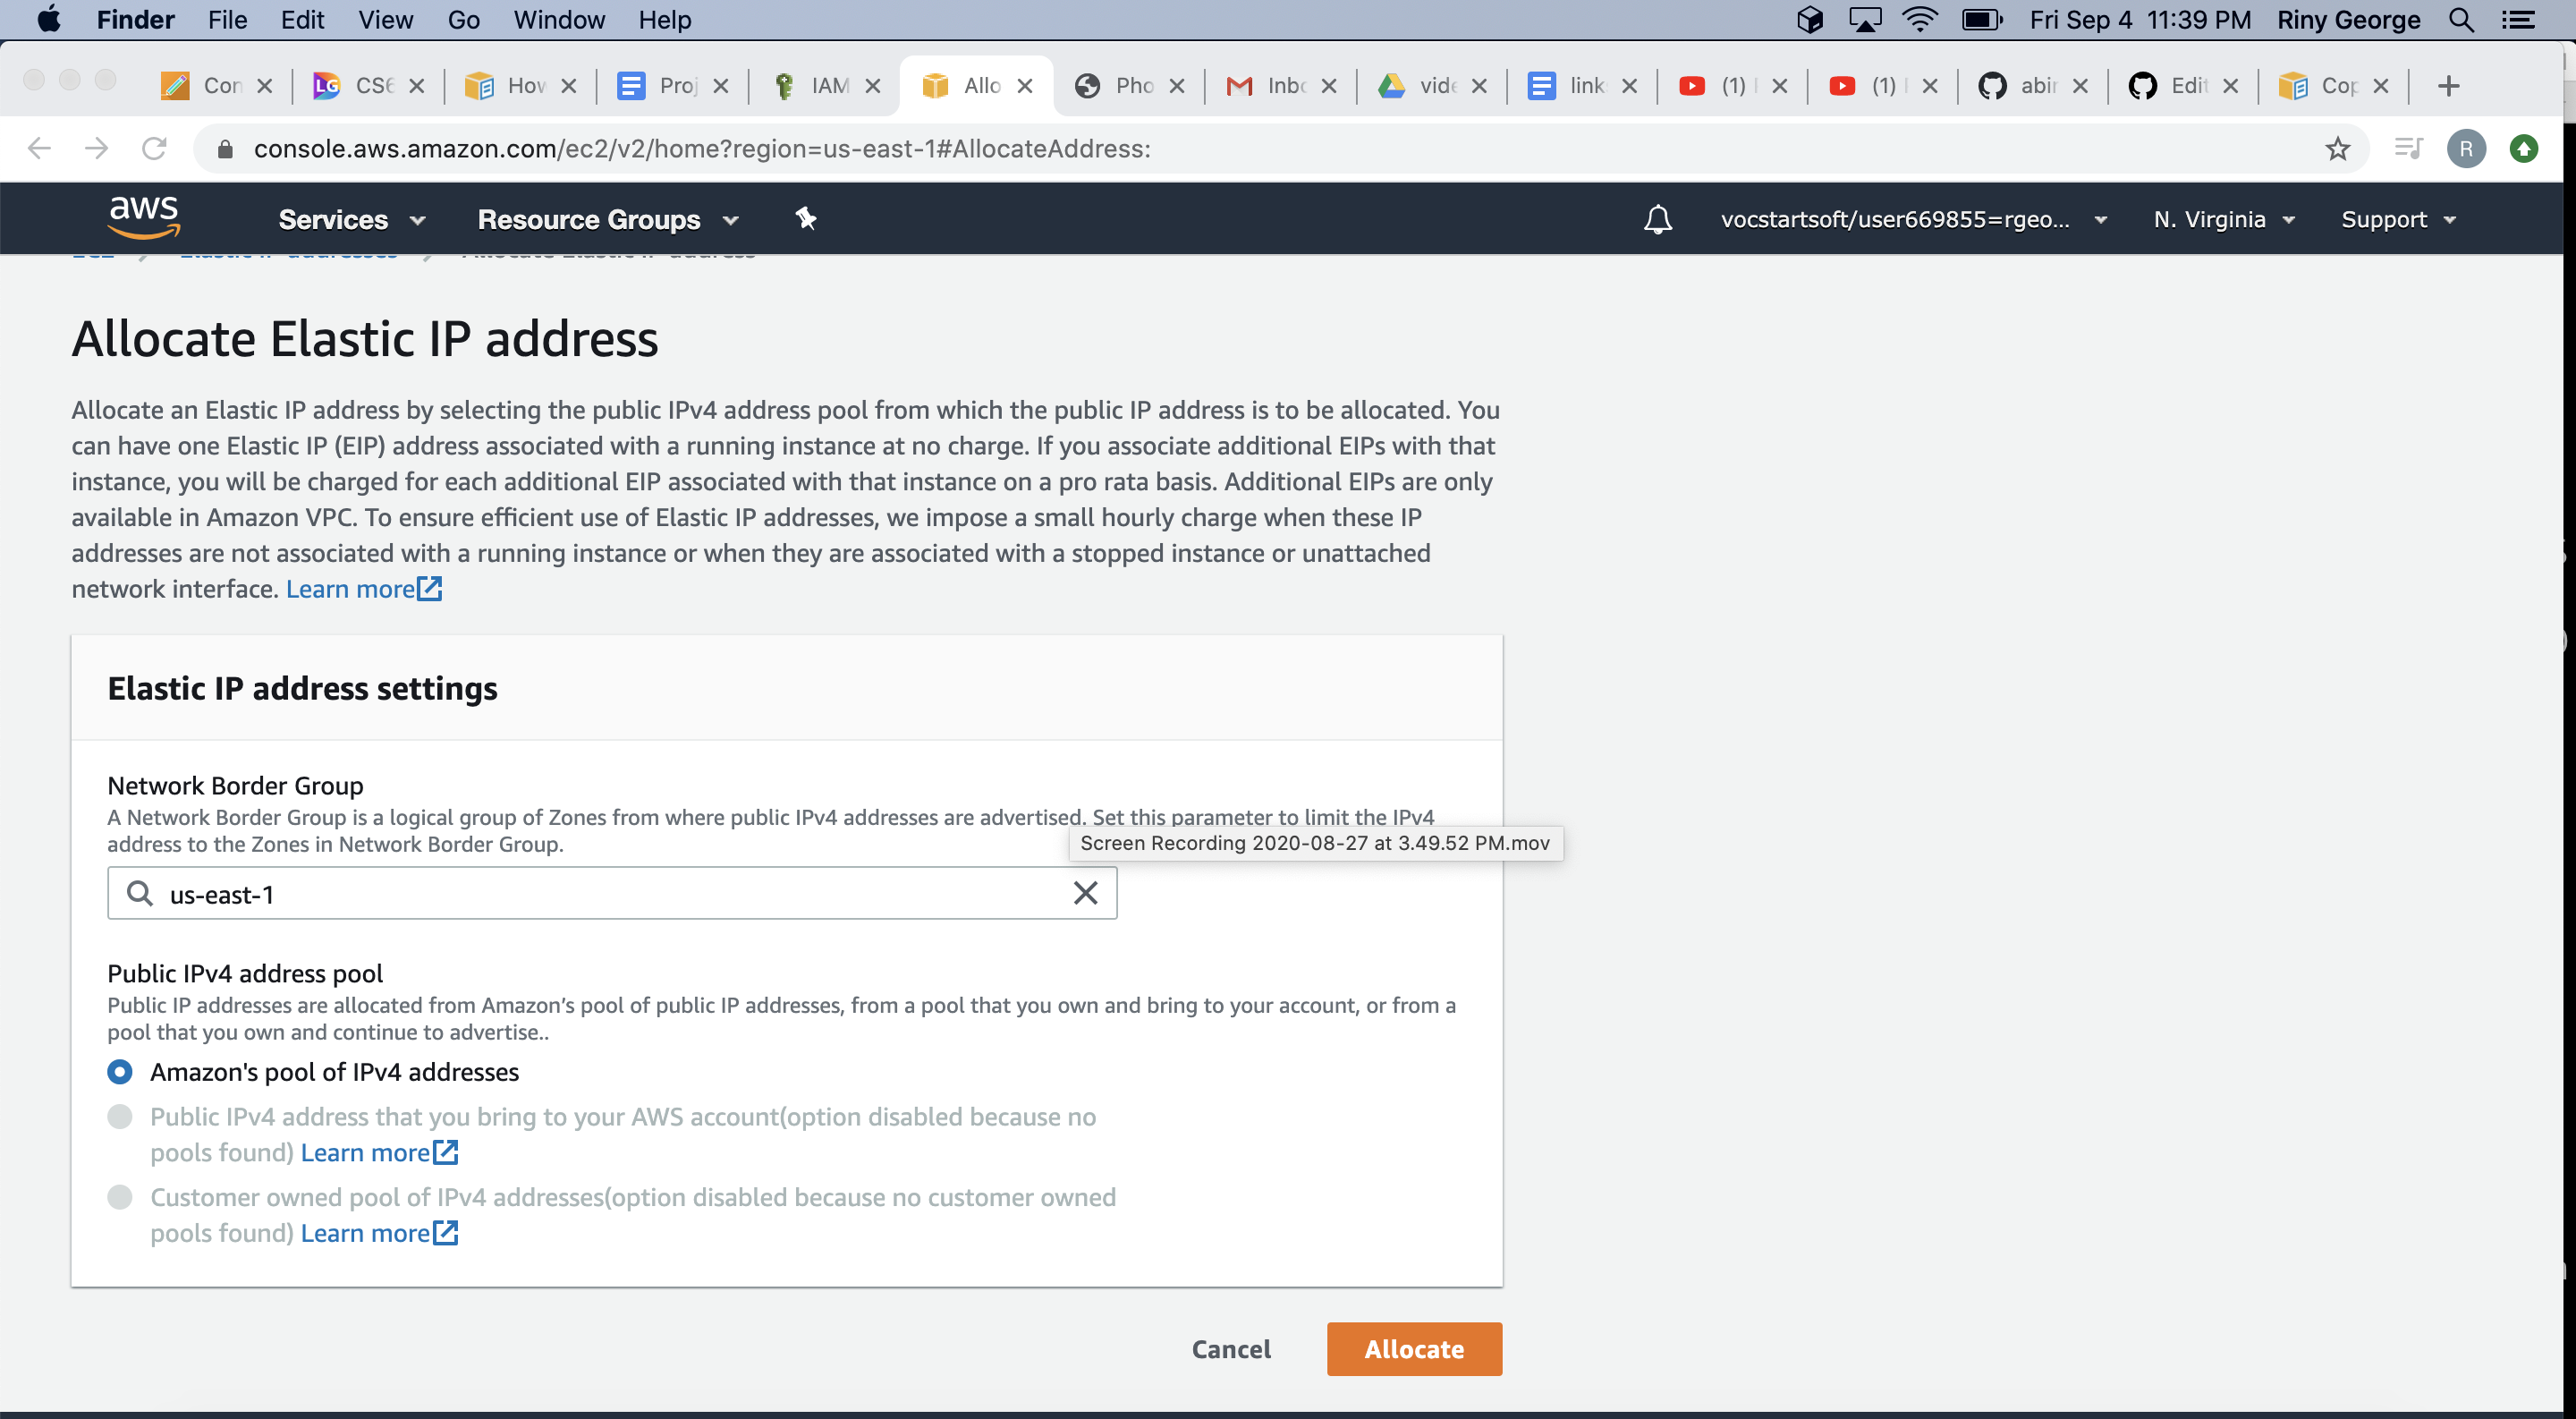 Finder File Edit View Go Window Help Fri Sep 4 11:39 PM Riny George
Con CS6 How Proj IAM Allo Pho Inbo vide link (1) (1) abir Edit Cop
console.aws.amazon.com/ec2/v2/home?region=us-east-1#AllocateAddress:
R
aws Services Resource Groups vocstartsoft/user669855=rgeo... N. Virginia Support
EC2 Elastic IP addresses Allocate Elastic IP address
Allocate Elastic IP address
Allocate an Elastic IP address by selecting the public IPv4 address pool from which the public IP address is to be allocated. You
can have one Elastic IP (EIP) address associated with a running instance at no charge. If you associate additional EIPs with that
instance, you will be charged for each additional EIP associated with that instance on a pro rata basis. Additional EIPs are only
available in Amazon VPC. To ensure efficient use of Elastic IP addresses, we impose a small hourly charge when these IP
addresses are not associated with a running instance or when they are associated with a stopped instance or unattached
network interface. Learn more
Elastic IP address settings
Network Border Group
A Network Border Group is a logical group of Zones from where public IPv4 addresses are advertised. Set this parameter to limit the IPv4
address to the Zones in Network Border Group.
Screen Recording 2020-08-27 at 3.49.52 PM.mov
us-east-1
Public IPv4 address pool
Public IP addresses are allocated from Amazon’s pool of public IP addresses, from a pool that you own and bring to your account, or from a
pool that you own and continue to advertise..
Amazon's pool of IPv4 addresses
Public IPv4 address that you bring to your AWS account(option disabled because no
pools found) Learn more
Customer owned pool of IPv4 addresses(option disabled because no customer owned
pools found) Learn more
Cancel Allocate